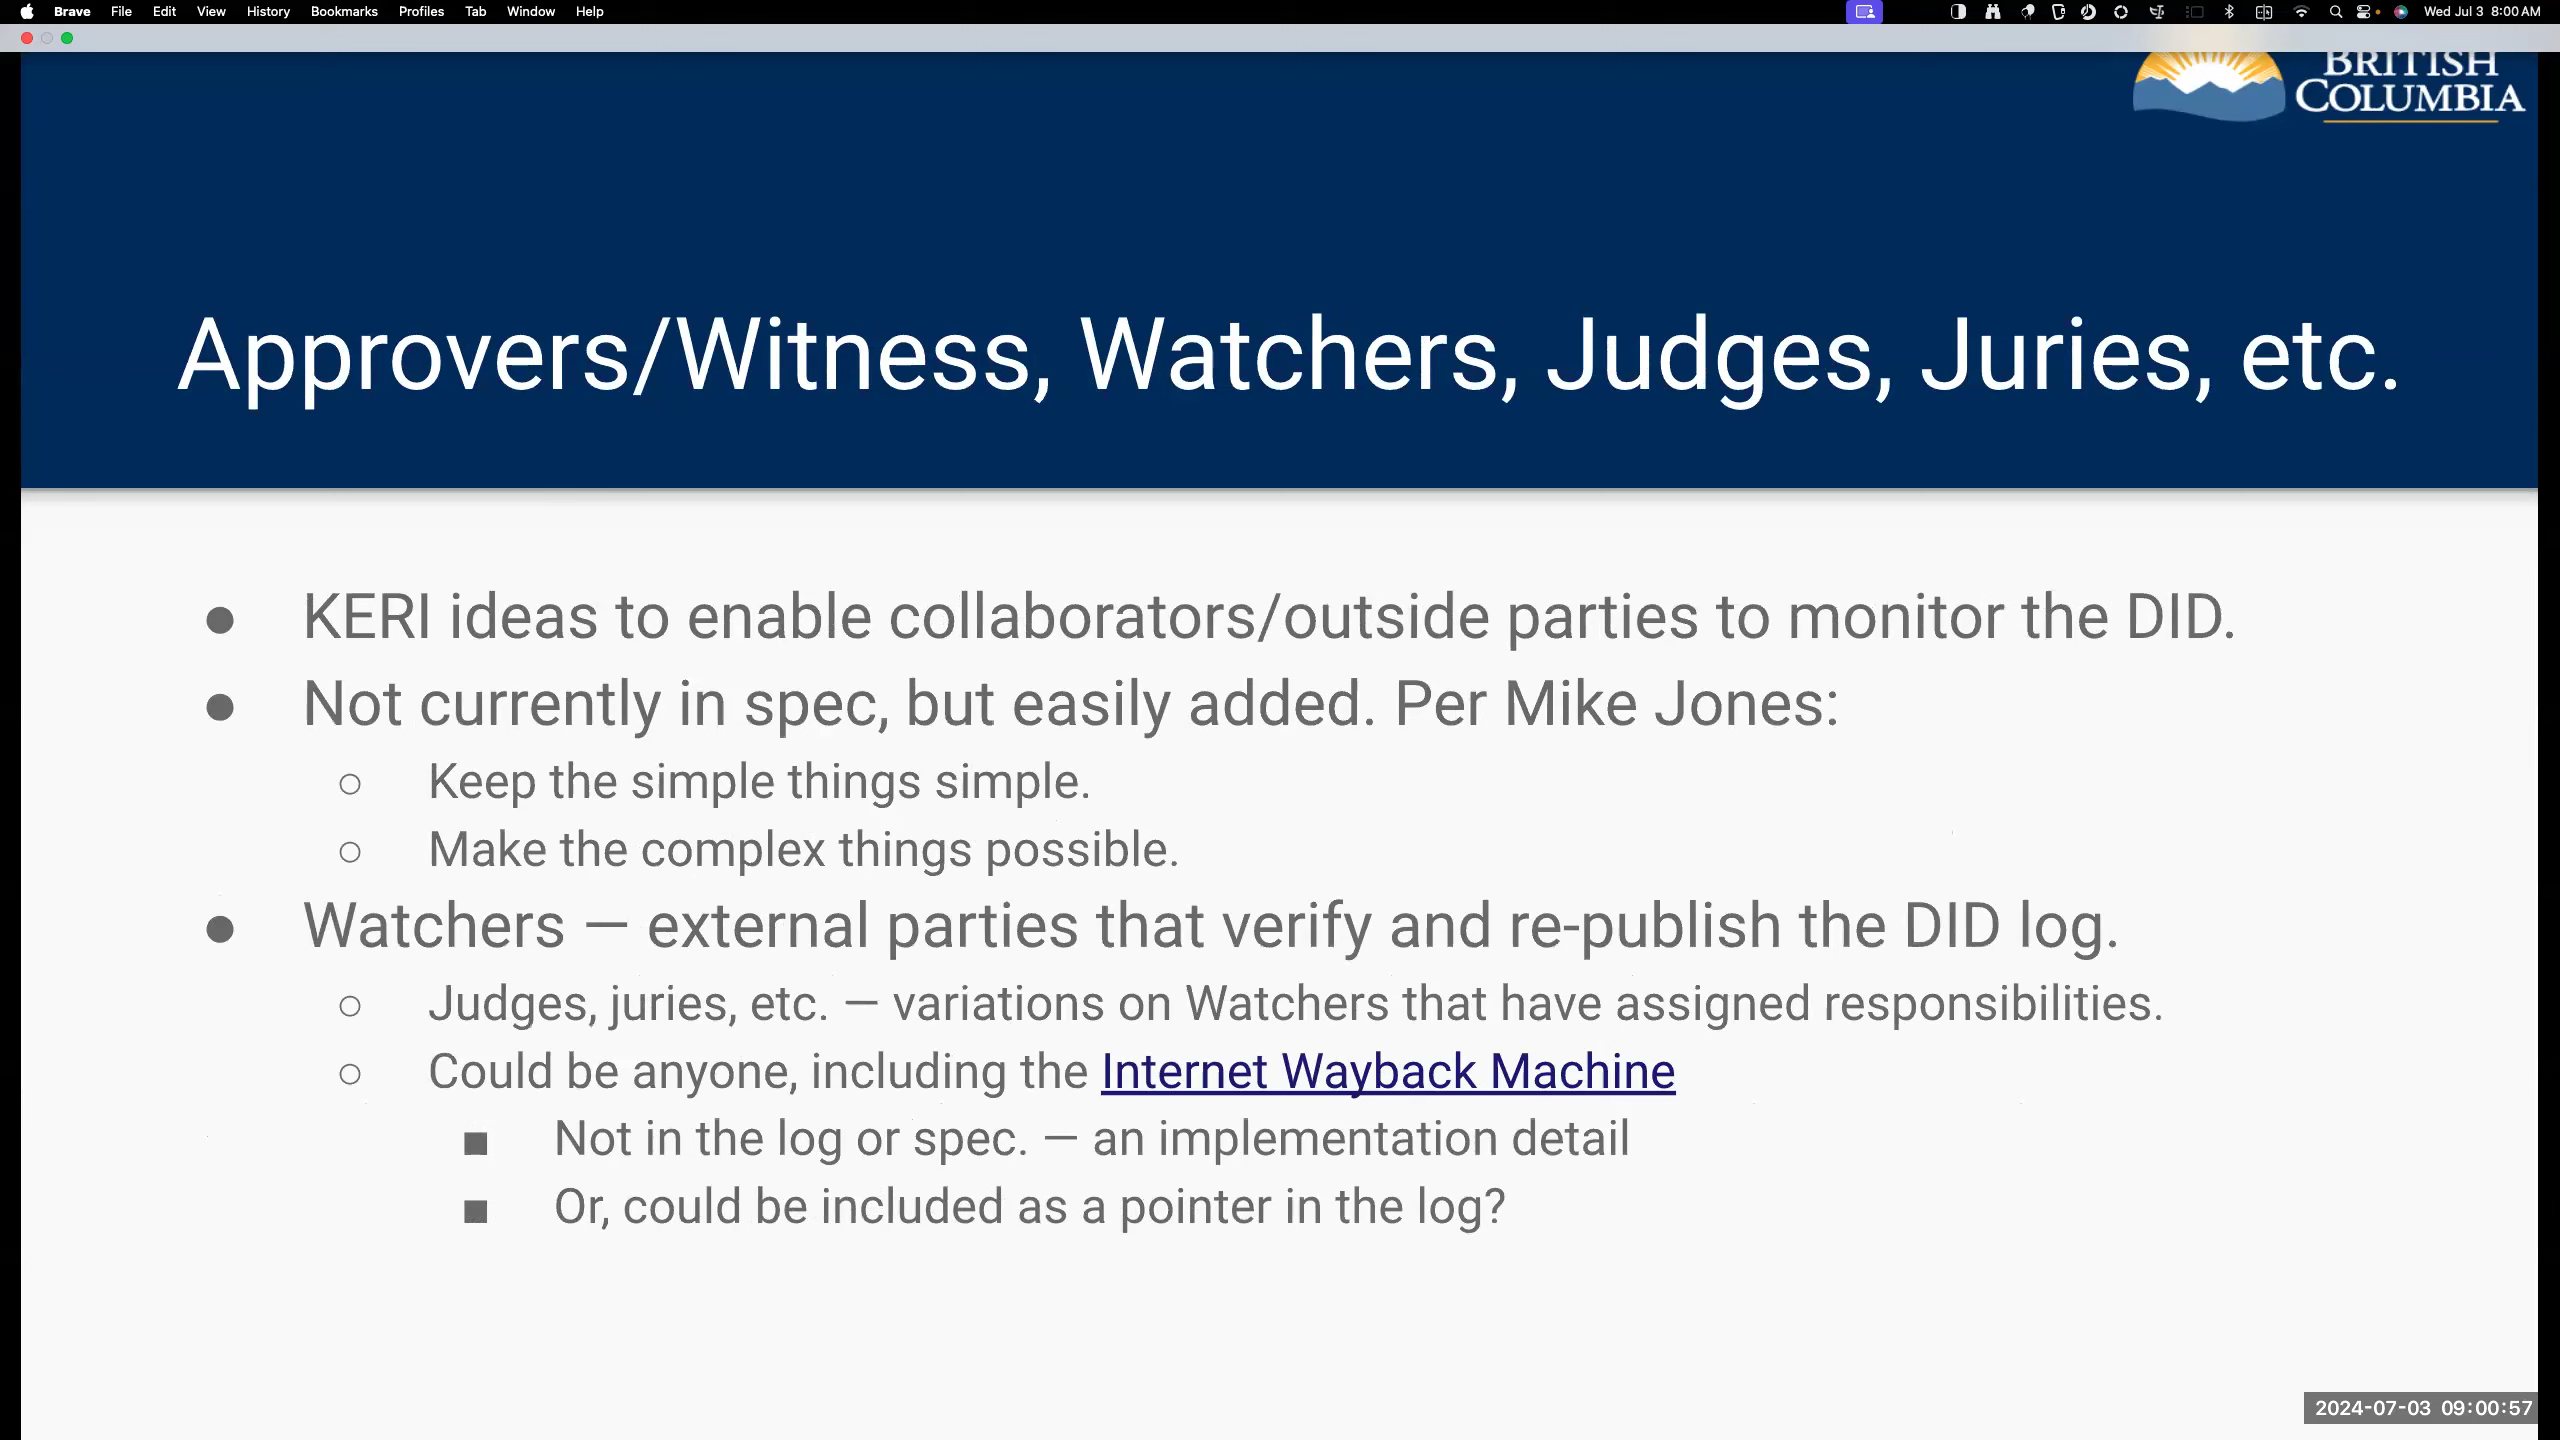 Brave File Edit View History Bookmarks Profiles Tab Window Help Wed Jul 3 8:00 AM
BRITISH
COLUMBIA
Approvers/Witness, Watchers, Judges, Juries, etc.
● KERI ideas to enable collaborators/outside parties to monitor the DID.
● Not currently in spec, but easily added. Per Mike Jones:
○ Keep the simple things simple.
○ Make the complex things possible.
● Watchers — external parties that verify and re-publish the DID log.
○ Judges, juries, etc. — variations on Watchers that have assigned responsibilities.
○ Could be anyone, including the Internet Wayback Machine
■ Not in the log or spec. — an implementation detail
■ Or, could be included as a pointer in the log?
2024-07-03 09:00:57